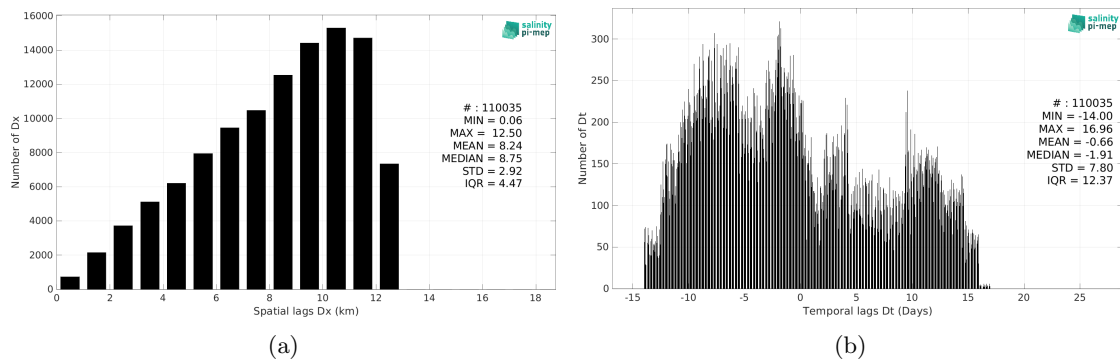 16000
14000
12000
10000
8000
6000
4000
2000
0
Number of Dx
salinity
pi-mep
# : 110035
MIN = 0.06
MAX = 12.50
MEAN = 8.24
MEDIAN = 8.75
STD = 2.92
IQR = 4.47
0 2 4 6 8 10 12 14 16 18
Spatial lags Dx (km)
(a)
300
250
200
150
100
50
0
Number of Dt
salinity
pi-mep
# : 110035
MIN = -14.00
MAX = 16.96
MEAN = -0.66
MEDIAN = -1.91
STD = 7.80
IQR = 12.37
-15 -10 -5 0 5 10 15 20 25
Temporal lags Dt (Days)
(b)